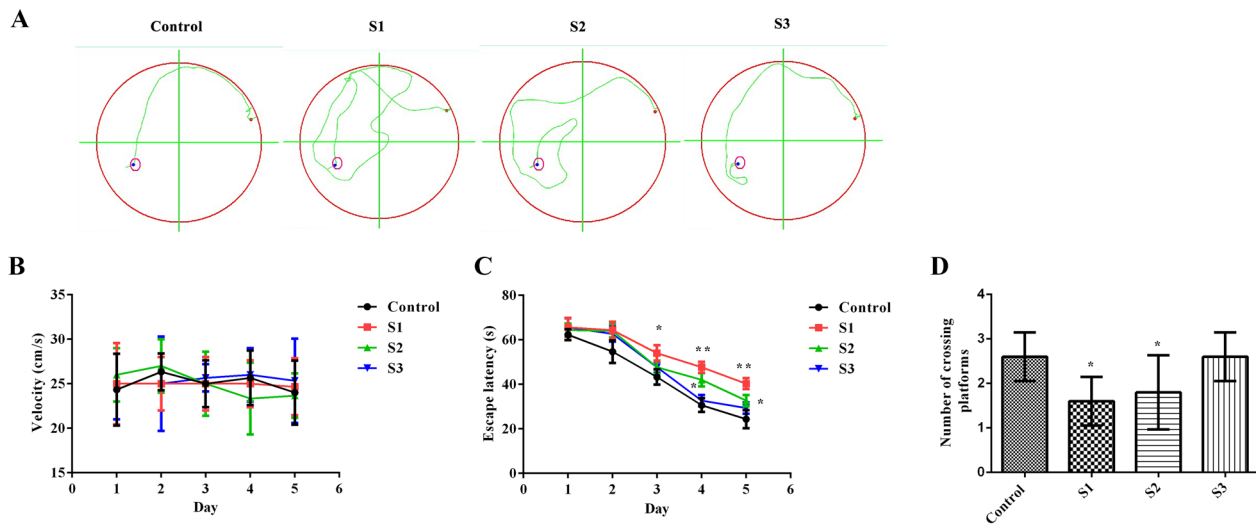 A
Control
S1
S2
S3
B
Velocity (cm/s)
35
30
25
20
15
0
1
2
3
4
5
6
Day
Control
S1
S2
S3
C
Escape latency (s)
80
60
40
20
0
*
**
**
*
*
0
1
2
3
4
5
6
Day
Control
S1
S2
S3
D
Number of crossing
platforms
4
3
2
1
0
*
*
Control
S1
S2
S3